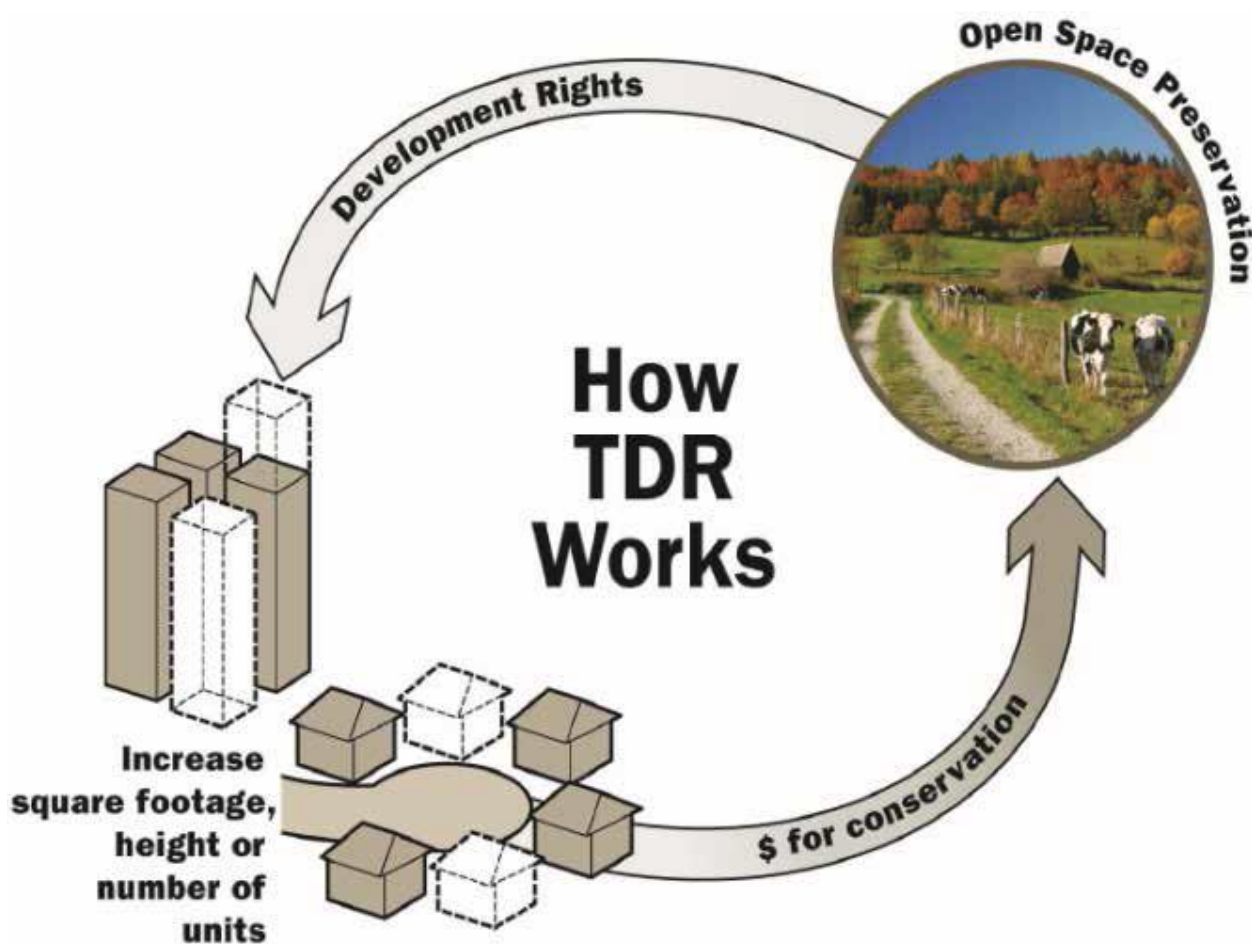 Open Space Preservation
Development Rights
How
TDR
Works
$ for conservation
Increase
square footage,
height or
number of
units